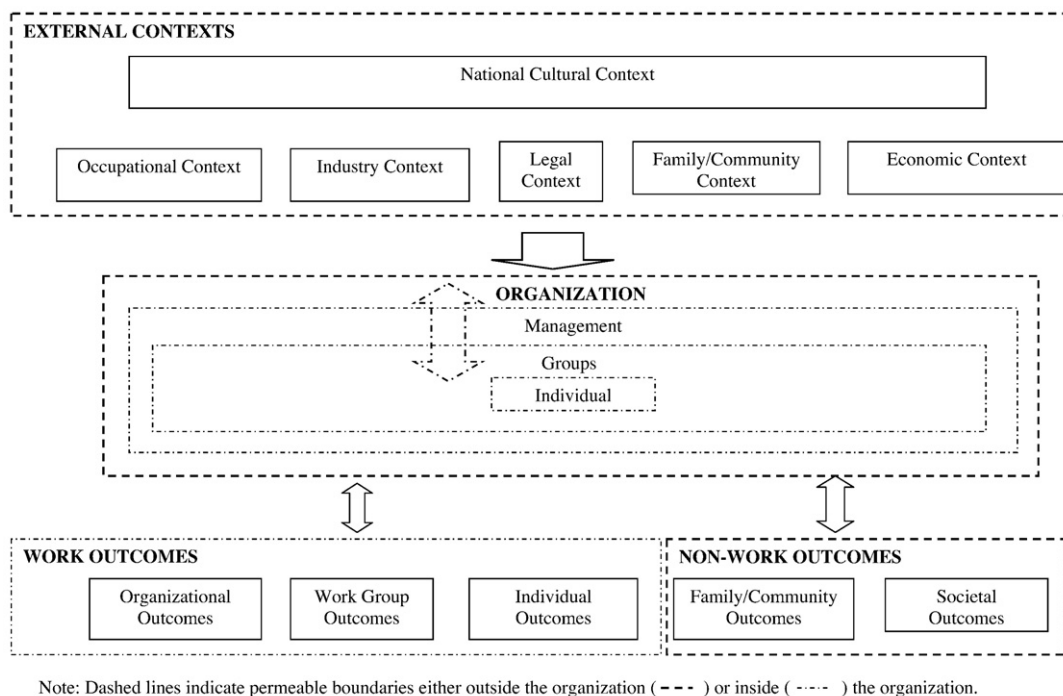 EXTERNAL CONTEXTS
National Cultural Context
Occupational Context
Industry Context
Legal
Context
Family/Community
Context
Economic Context
ORGANIZATION
Management
Groups
Individual
WORK OUTCOMES
Organizational
Outcomes
Work Group
Outcomes
Individual
Outcomes
NON-WORK OUTCOMES
Family/Community
Outcomes
Societal
Outcomes
Note: Dashed lines indicate permeable boundaries either outside the organization ( ---- ) or inside ( -·-·- ) the organization.